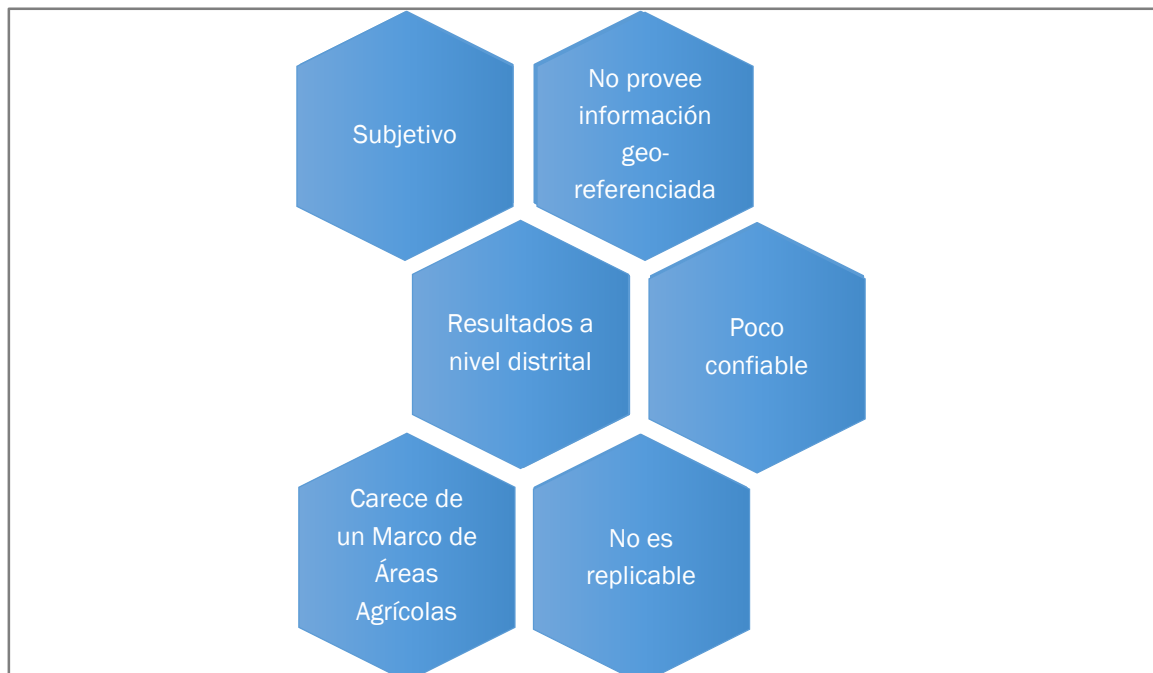 Subjetivo
No provee
información
geo-
referenciada
Resultados a
nivel distrital
Poco
confiable
Carece de
un Marco de
Áreas
Agrícolas
No es
replicable